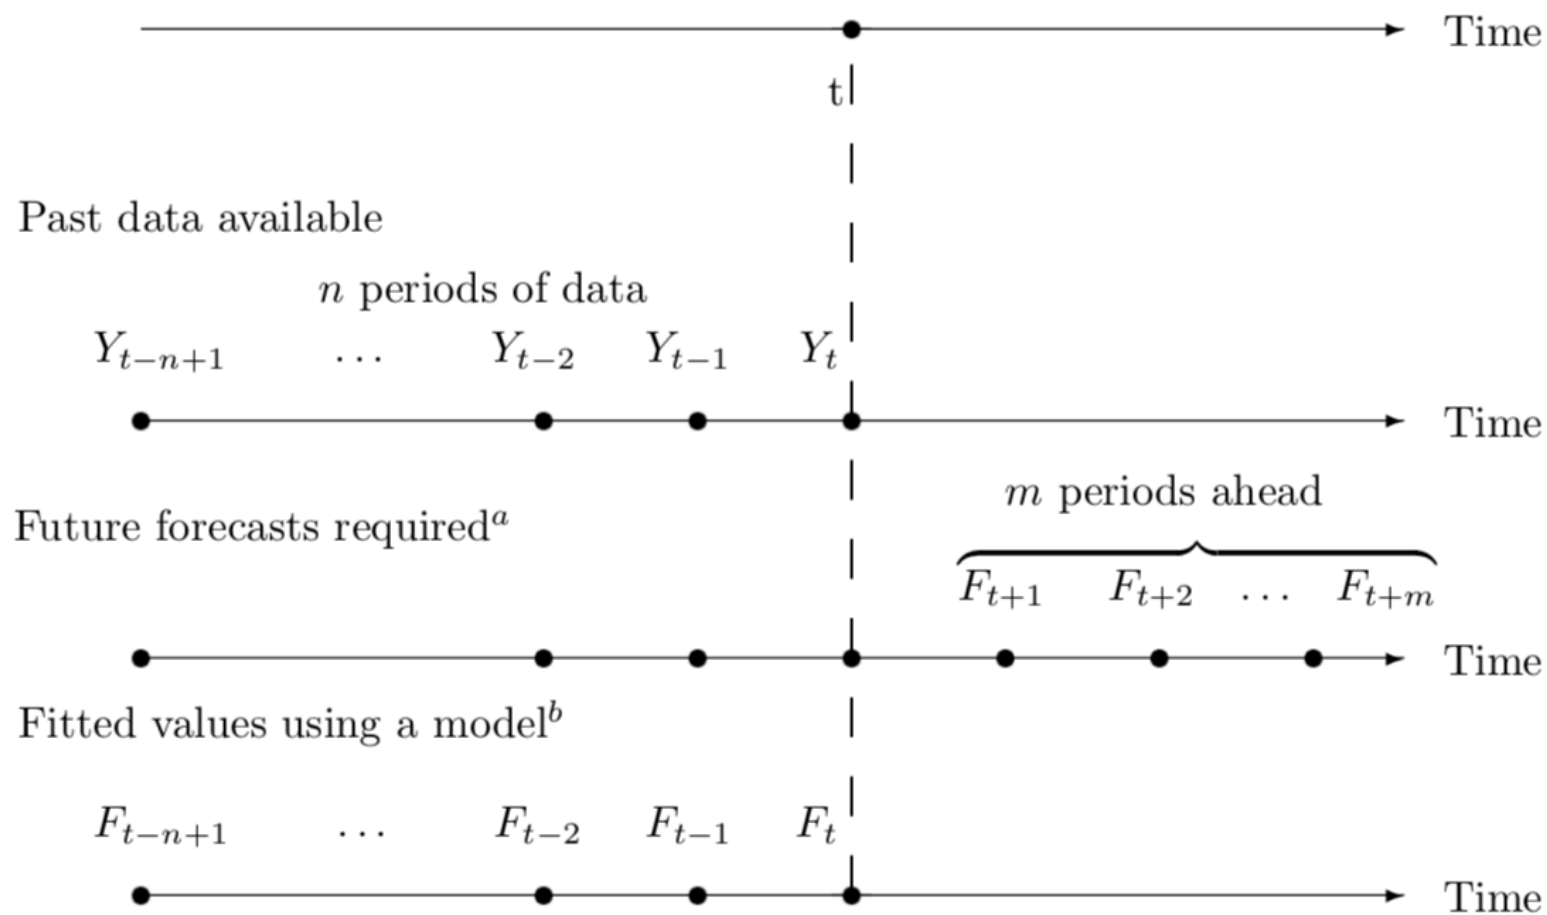 Time
t
Past data available
n periods of data
Y_{t−n+1} ... Y_{t−2} Y_{t−1} Y_t
Time
m periods ahead
Future forecasts required^a
F_{t+1} F_{t+2} ... F_{t+m}
Time
Fitted values using a model^b
F_{t−n+1} ... F_{t−2} F_{t−1} F_t
Time